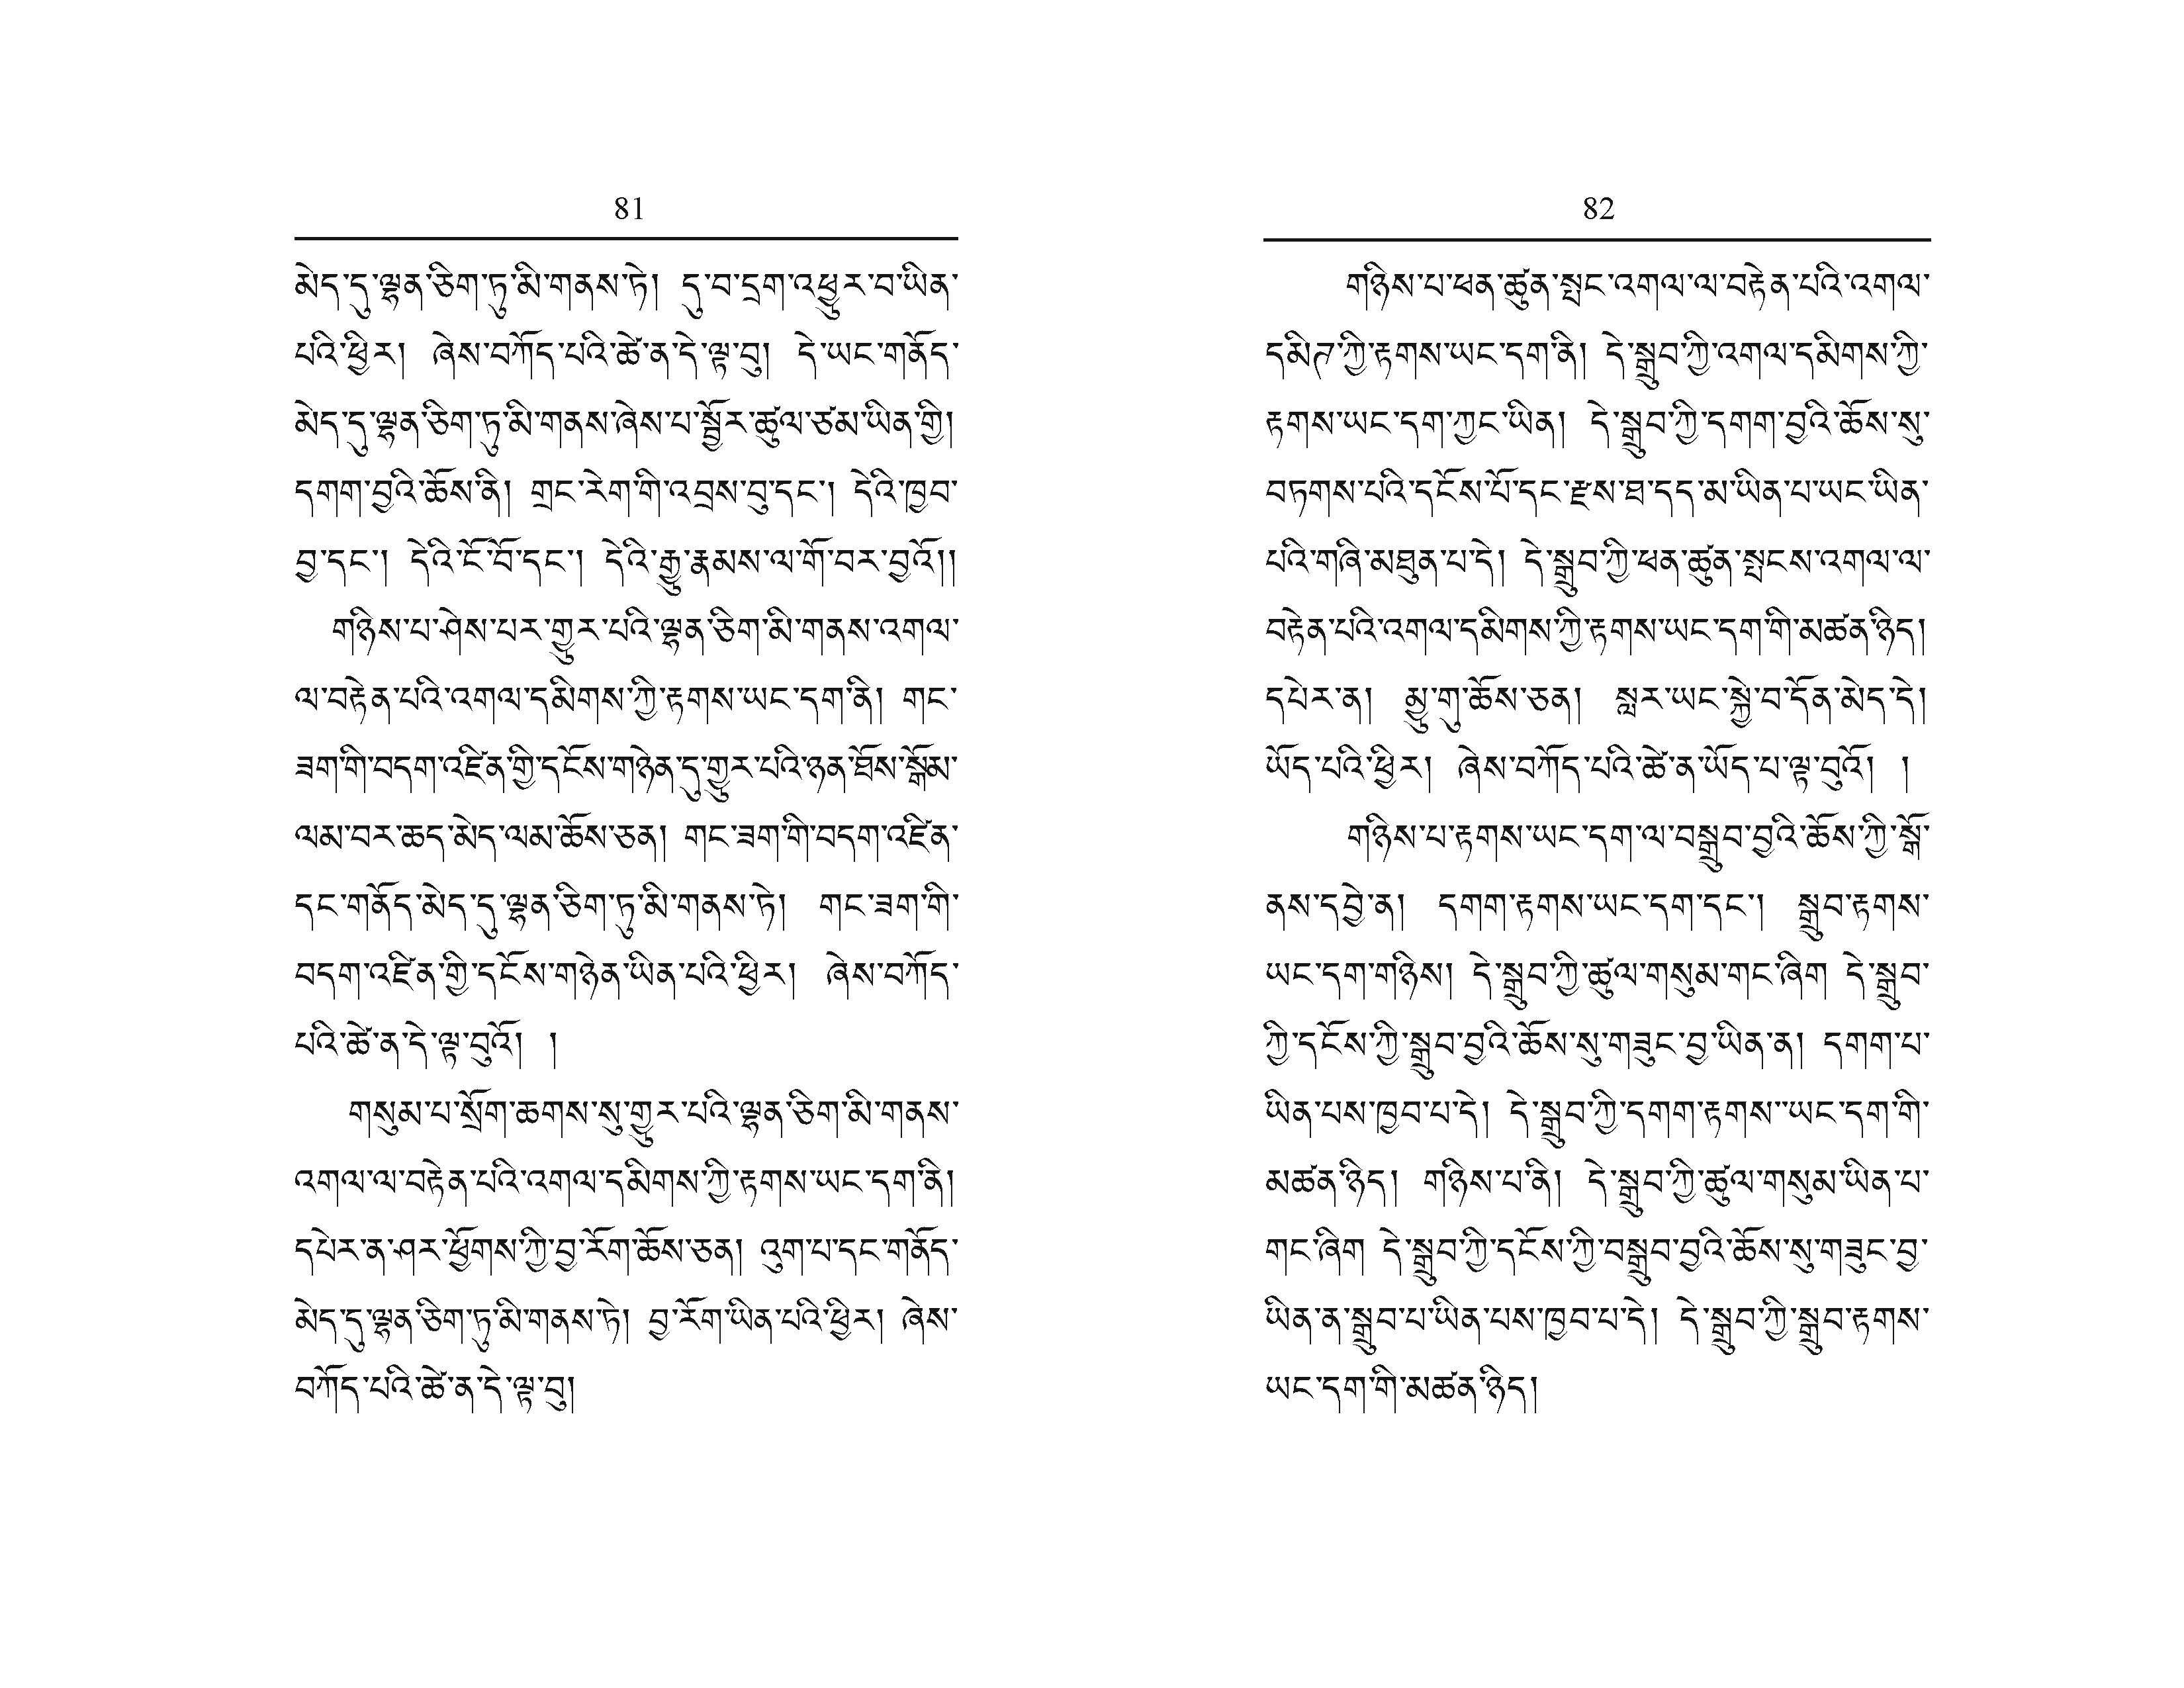 81
མེད་དུ་ལྷན་ཅིག་ཏུ་མི་གནས་ཏེ། དུ་བ་དྲག་འཕྱུར་བ་ཡིན་
པའི་ཕྱིར། ཞེས་བཀོད་པའི་ཚེ་ན་དེ་ལྟ་བུ། དེ་ཡང་གནོད་
མེད་དུ་ལྷན་ཅིག་ཏུ་མི་གནས་ཞེས་པ་སྦྱོར་ཚུལ་ཙམ་ཡིན་གྱི།
དགག་བྱའི་ཆོས་ནི། གྲང་རེག་གི་འབྲས་བུ་དང་། དེའི་ཁྱབ་
བྱ་དང་། དེའི་ངོ་བོ་དང་། དེའི་རྒྱུ་རྣམས་ལ་གོ་བར་བྱའོ།།
གཉིས་པ་ཤེས་པར་གྱུར་པའི་ལྷན་ཅིག་མི་གནས་འགལ་
ལ་བརྟེན་པའི་འགལ་དམིགས་ཀྱི་རྟགས་ཡང་དག་ནི། གང་
ཟག་གི་བདག་འཛིན་གྱི་དངོས་གཉེན་དུ་གྱུར་པའི་ཉན་ཐོས་སྒོམ་
ལམ་བར་ཆད་མེད་ལམ་ཆོས་ཅན། གང་ཟག་གི་བདག་འཛིན་
དང་གནོད་མེད་དུ་ལྷན་ཅིག་ཏུ་མི་གནས་ཏེ། གང་ཟག་གི་
བདག་འཛིན་གྱི་དངོས་གཉེན་ཡིན་པའི་ཕྱིར། ཞེས་བཀོད་
པའི་ཚེ་ན་དེ་ལྟ་བུའོ། །
གསུམ་པ་སྲོག་ཆགས་སུ་གྱུར་པའི་ལྷན་ཅིག་མི་གནས་
འགལ་ལ་བརྟེན་པའི་འགལ་དམིགས་ཀྱི་རྟགས་ཡང་དག་ནི།
དཔེར་ན་ཤར་ཕྱོགས་ཀྱི་བྱ་རོག་ཆོས་ཅན། འུག་པ་དང་གནོད་
མེད་དུ་ལྷན་ཅིག་ཏུ་མི་གནས་ཏེ། བྱ་རོག་ཡིན་པའི་ཕྱིར། ཞེས་
བཀོད་པའི་ཚེ་ན་དེ་ལྟ་བུ།
82
གཉིས་པ་ཕན་ཚུན་སྤང་འགལ་ལ་བརྟེན་པའི་འགལ་
དམིཊ་ཀྱི་རྟགས་ཡང་དག་ནི། དེ་སྒྲུབ་ཀྱི་འགལ་དམིགས་ཀྱི་
རྟགས་ཡང་དག་ཀྱང་ཡིན། དེ་སྒྲུབ་ཀྱི་དགག་བྱའི་ཆོས་སུ་
བཏགས་པའི་དངོས་པོ་དང་རྫས་ཐ་དད་མ་ཡིན་པ་ཡང་ཡིན་
པའི་གཞི་མཐུན་པ་དེ། དེ་སྒྲུབ་ཀྱི་ཕན་ཚུན་སྤངས་འགལ་ལ་
བརྟེན་པའི་འགལ་དམིགས་ཀྱི་རྟགས་ཡང་དག་གི་མཚན་ཉིད།
དཔེར་ན། མྱུ་གུ་ཆོས་ཅན། སླར་ཡང་སྐྱེ་བ་དོན་མེད་དེ།
ཡོད་པའི་ཕྱིར། ཞེས་བཀོད་པའི་ཚེ་ན་ཡོད་པ་ལྟ་བུའོ། །
གཉིས་པ་རྟགས་ཡང་དག་ལ་བསྒྲུབ་བྱའི་ཆོས་ཀྱི་སྒོ་
ནས་དབྱེ་ན། དགག་རྟགས་ཡང་དག་དང་། སྒྲུབ་རྟགས་
ཡང་དག་གཉིས། དེ་སྒྲུབ་ཀྱི་ཚུལ་གསུམ་གང་ཞིག དེ་སྒྲུབ་
ཀྱི་དངོས་ཀྱི་སྒྲུབ་བྱའི་ཆོས་སུ་གཟུང་བྱ་ཡིན་ན། དགག་པ་
ཡིན་པས་ཁྱབ་པ་དེ། དེ་སྒྲུབ་ཀྱི་དགག་རྟགས་་ཡང་དག་གི་
མཚན་ཉིད། གཉིས་པ་ནི། དེ་སྒྲུབ་ཀྱི་ཚུལ་གསུམ་ཡིན་པ་
གང་ཞིག དེ་སྒྲུབ་ཀྱི་དངོས་ཀྱི་བསྒྲུབ་བྱའི་ཆོས་སུ་གཟུང་བྱ་
ཡིན་ན་སྒྲུབ་པ་ཡིན་པས་ཁྱབ་པ་དེ། དེ་སྒྲུབ་ཀྱི་སྒྲུབ་རྟགས་
ཡང་དག་གི་མཚན་ཉིད།